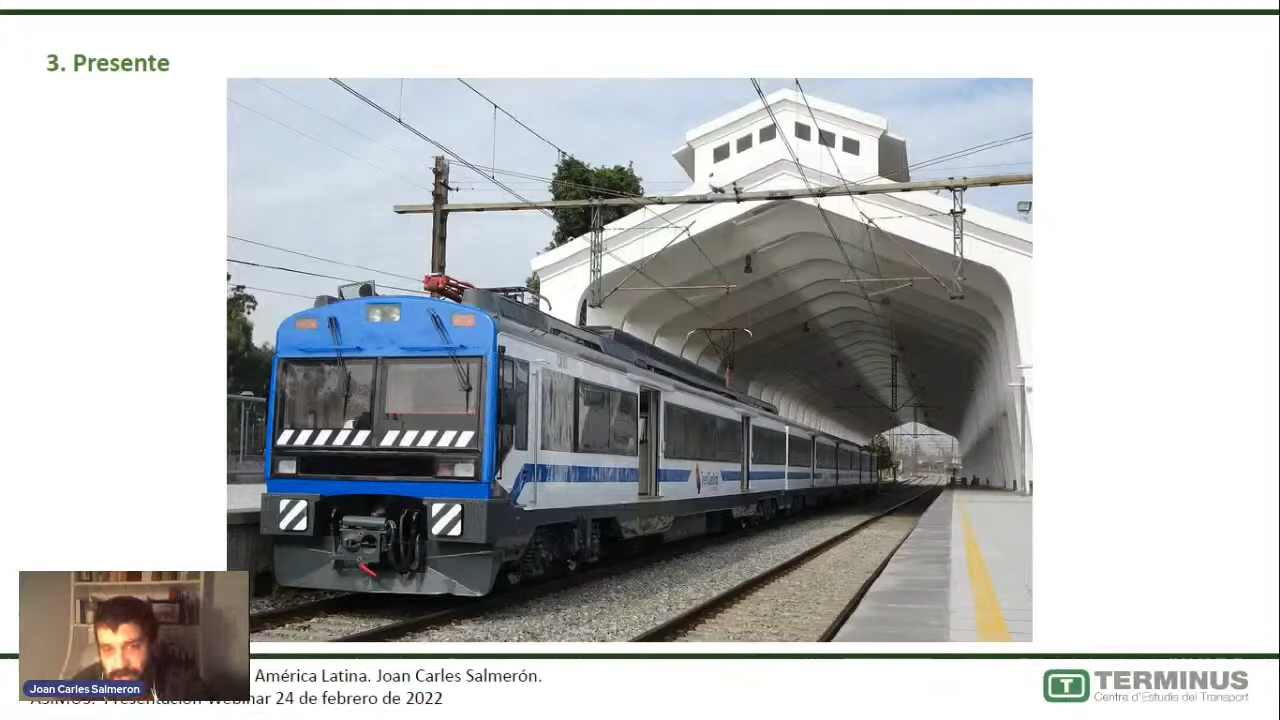 3. Presente
América Latina. Joan Carles Salmerón.
Presentación Webinar 24 de febrero de 2022
Joan Carles Salmeron
T TERMINUS
Centre d'Estudis del Transport